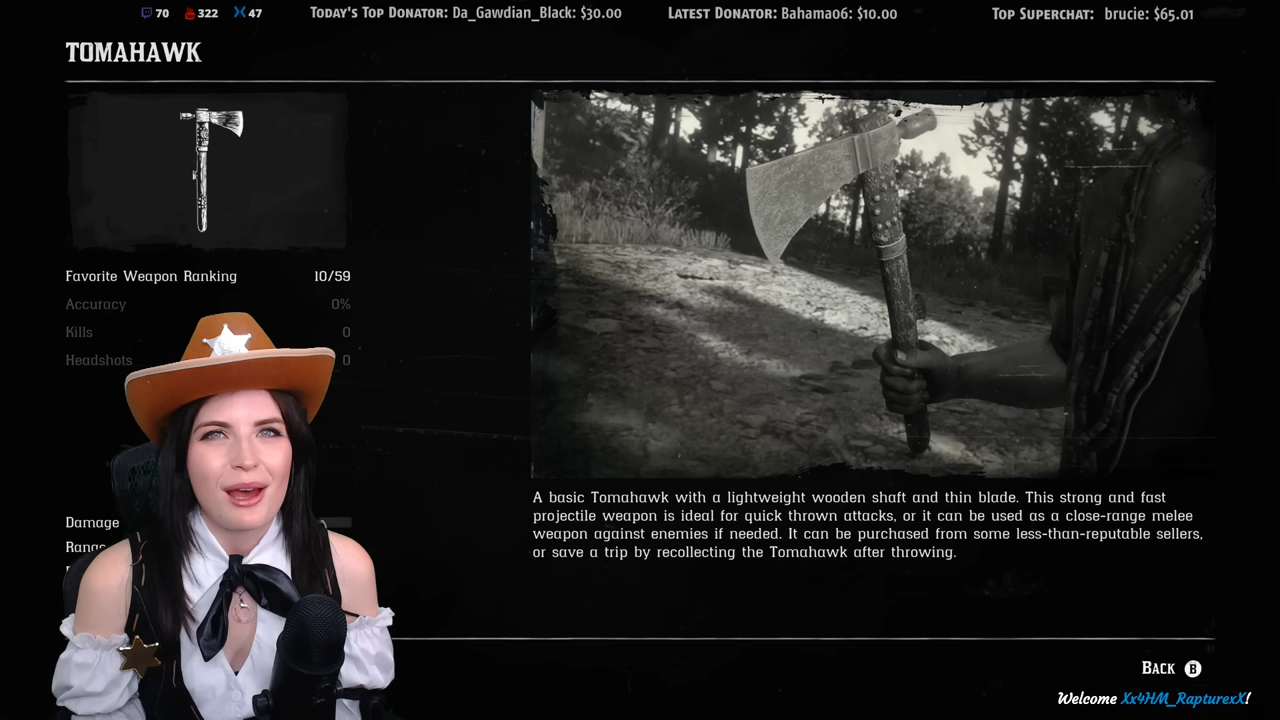 70 322 47 Today's Top Donator: Da_Gawdian_Black: $30.00 Latest Donator: Bahama06: $10.00 Top Superchat: brucie: $65.01
TOMAHAWK
Favorite Weapon Ranking 10/59
Accuracy 0%
Kills 0
Headshots 0
Damage
A basic Tomahawk with a lightweight wooden shaft and thin blade. This strong and fast
projectile weapon is ideal for quick thrown attacks, or it can be used as a close-range melee
weapon against enemies if needed. It can be purchased from some less-than-reputable sellers,
or save a trip by recollecting the Tomahawk after throwing.
Back B
Welcome Xx4HM_RapturexX!